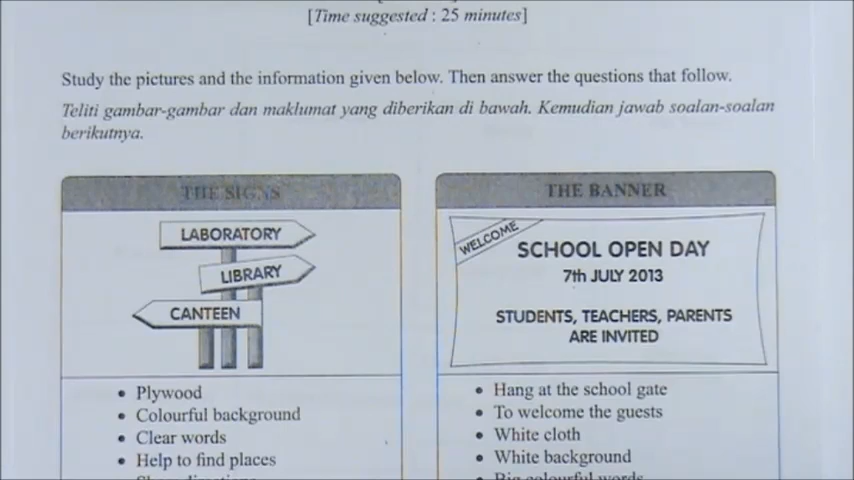 [Time suggested : 25 minutes]
Study the pictures and the information given below. Then answer the questions that follow.
Teliti gambar-gambar dan maklumat yang diberikan di bawah. Kemudian jawab soalan-soalan
berikutnya.
THE SIGNS
LABORATORY
LIBRARY
CANTEEN
• Plywood
• Colourful background
• Clear words
• Help to find places
THE BANNER
WELCOME
SCHOOL OPEN DAY
7th JULY 2013
STUDENTS, TEACHERS, PARENTS
ARE INVITED
• Hang at the school gate
• To welcome the guests
• White cloth
• White background
• Big colourful words